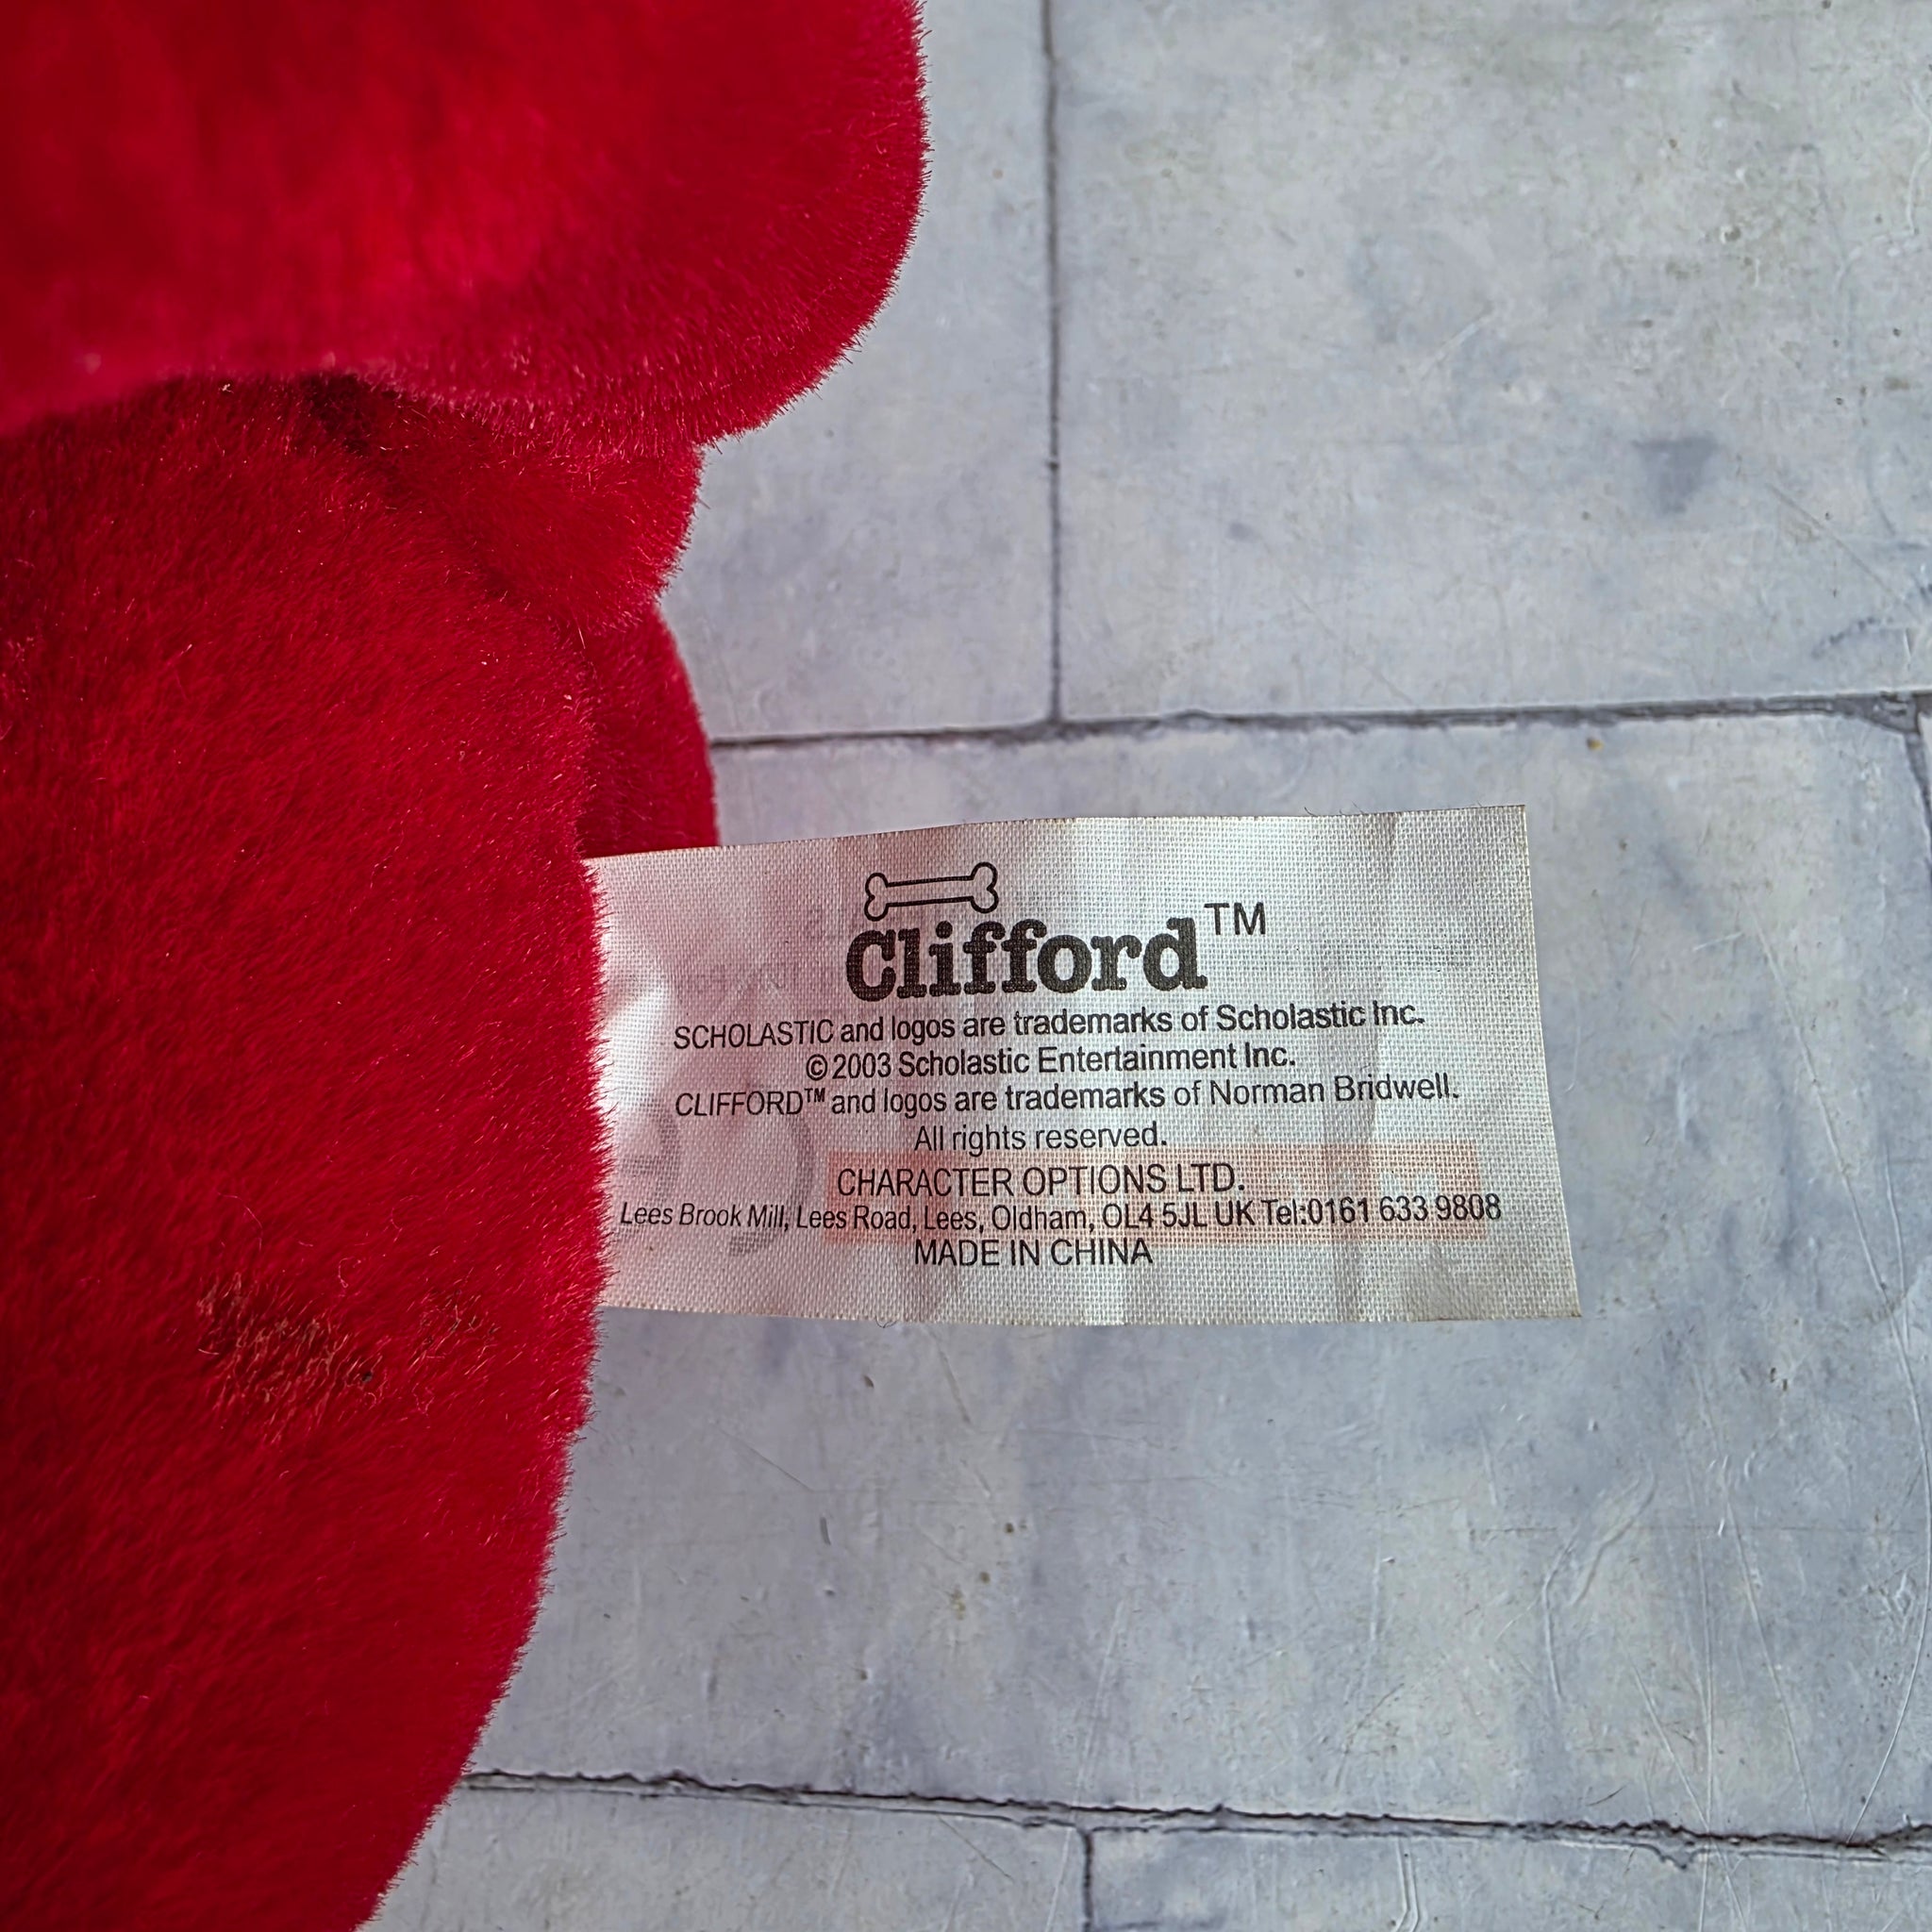 Clifford™
SCHOLASTIC and logos are trademarks of Scholastic Inc.
© 2003 Scholastic Entertainment Inc.
CLIFFORD™ and logos are trademarks of Norman Bridwell.
All rights reserved.
CHARACTER OPTIONS LTD.
Lees Brook Mill, Lees Road, Lees, Oldham, OL4 5JL UK Tel:0161 633 9808
MADE IN CHINA